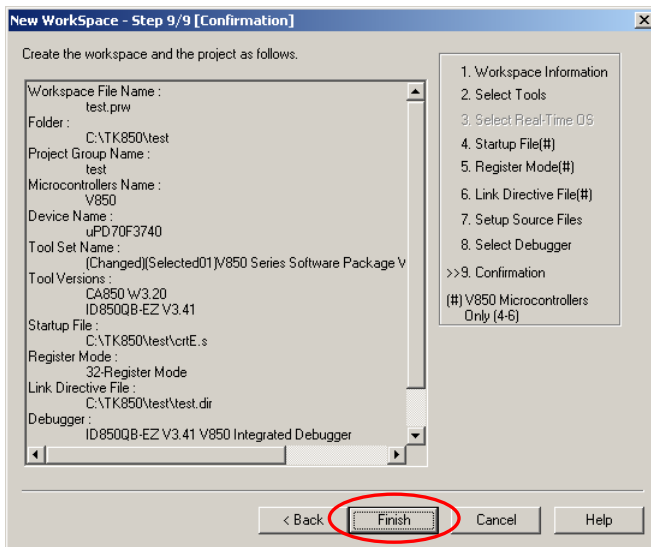 New WorkSpace - Step 9/9 [Confirmation]
Create the workspace and the project as follows.
Workspace File Name :
test.prw
Folder :
C:\TK850\test
Project Group Name :
test
Microcontrollers Name :
V850
Device Name :
uPD70F3740
Tool Set Name :
(Changed)(Selected01)V850 Series Software Package V
Tool Versions :
CA850 W3.20
ID850QB-EZ V3.41
Startup File :
C:\TK850\test\crtE.s
Register Mode :
32-Register Mode
Link Directive File :
C:\TK850\test\test.dir
Debugger :
ID850QB-EZ V3.41 V850 Integrated Debugger
1. Workspace Information
2. Select Tools
3. Select Real-Time OS
4. Startup File(#)
5. Register Mode(#)
6. Link Directive File(#)
7. Setup Source Files
8. Select Debugger
>>9. Confirmation
(#) V850 Microcontrollers
Only (4-6)
< Back
Finish
Cancel
Help